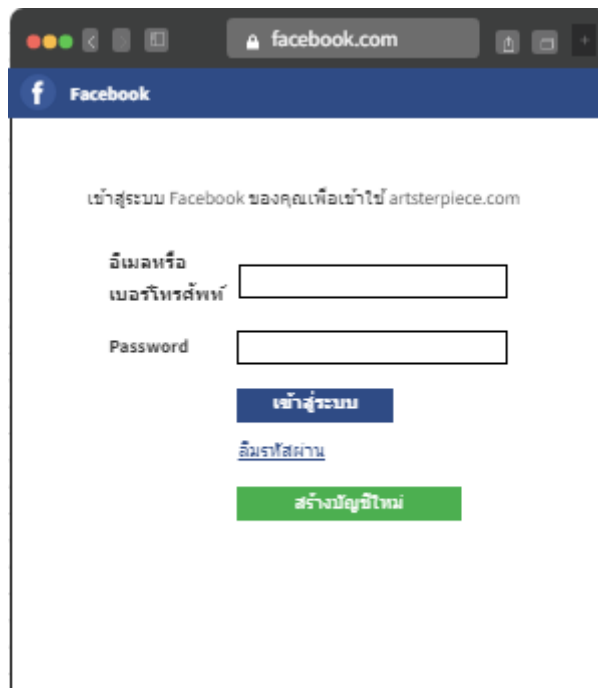 facebook.com
f Facebook
เข้าสู่ระบบ Facebook ของคุณเพื่อเข้าใช้ artsterpiece.com
อีเมลหรือ
เบอร์โทรศัพท์
Password
เข้าสู่ระบบ
ลืมรหัสผ่าน
สร้างบัญชีใหม่